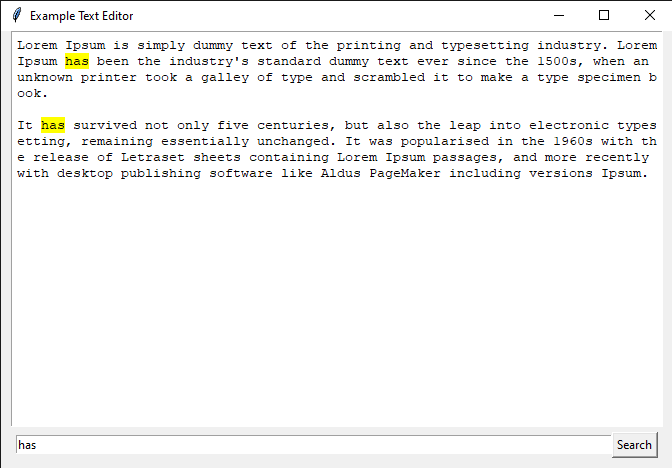 Example Text Editor
Lorem Ipsum is simply dummy text of the printing and typesetting industry. Lorem
Ipsum has been the industry's standard dummy text ever since the 1500s, when an
unknown printer took a galley of type and scrambled it to make a type specimen b
ook.
It has survived not only five centuries, but also the leap into electronic types
etting, remaining essentially unchanged. It was popularised in the 1960s with th
e release of Letraset sheets containing Lorem Ipsum passages, and more recently
with desktop publishing software like Aldus PageMaker including versions Ipsum.
has
Search